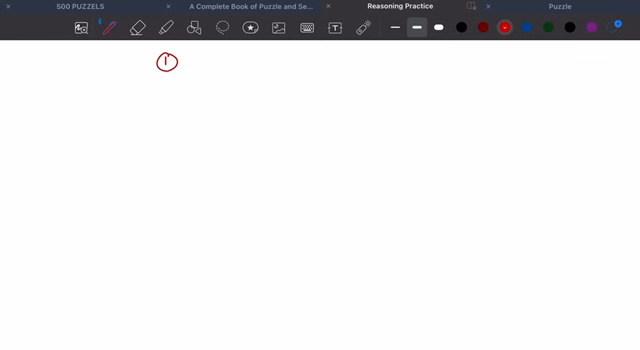 500 PUZZELS
A Complete Book of Puzzle and Se...
Reasoning Practice
Puzzle
1